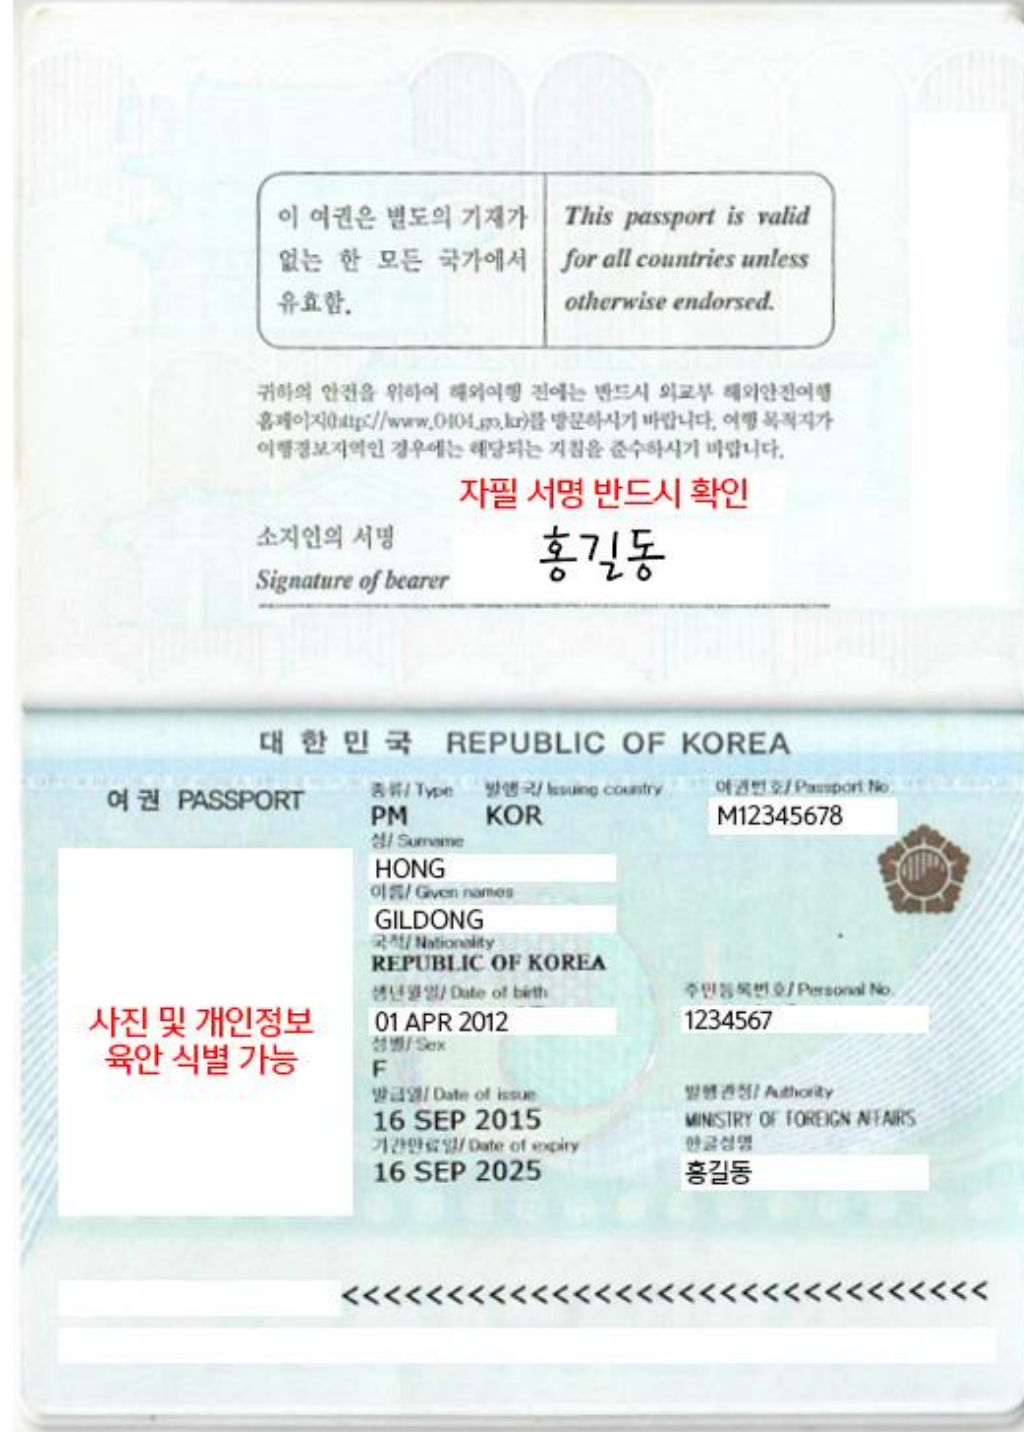 이 여권은 별도의 기재가
없는 한 모든 국가에서
유효함.
This passport is valid
for all countries unless
otherwise endorsed.
귀하의 안전을 위하여 해외여행 전에는 반드시 외교부 해외안전여행
홈페이지(http://www.0404.go.kr)를 방문하시기 바랍니다. 여행 목적지가
여행경보지역인 경우에는 해당되는 지침을 준수하시기 바랍니다.
자필 서명 반드시 확인
소지인의 서명
홍길동
Signature of bearer
대한민국 REPUBLIC OF KOREA
여권 PASSPORT
종류/ Type 발행국/ Issuing country 여권번호/ Passport No.
PM KOR M12345678
성/ Surname
HONG
이름/ Given names
GILDONG
국적/ Nationality
REPUBLIC OF KOREA
생년월일/ Date of birth 주민등록번호/ Personal No.
01 APR 2012 1234567
성별/ Sex
F
사진 및 개인정보
육안 식별 가능
발급일/ Date of issue 발행관청/ Authority
16 SEP 2015 MINISTRY OF FOREIGN AFFAIRS
기간만료일/ Date of expiry 한글성명
16 SEP 2025 홍길동
<<<<<<<<<<<<<<<<<<<<<<<<<<<<<<<